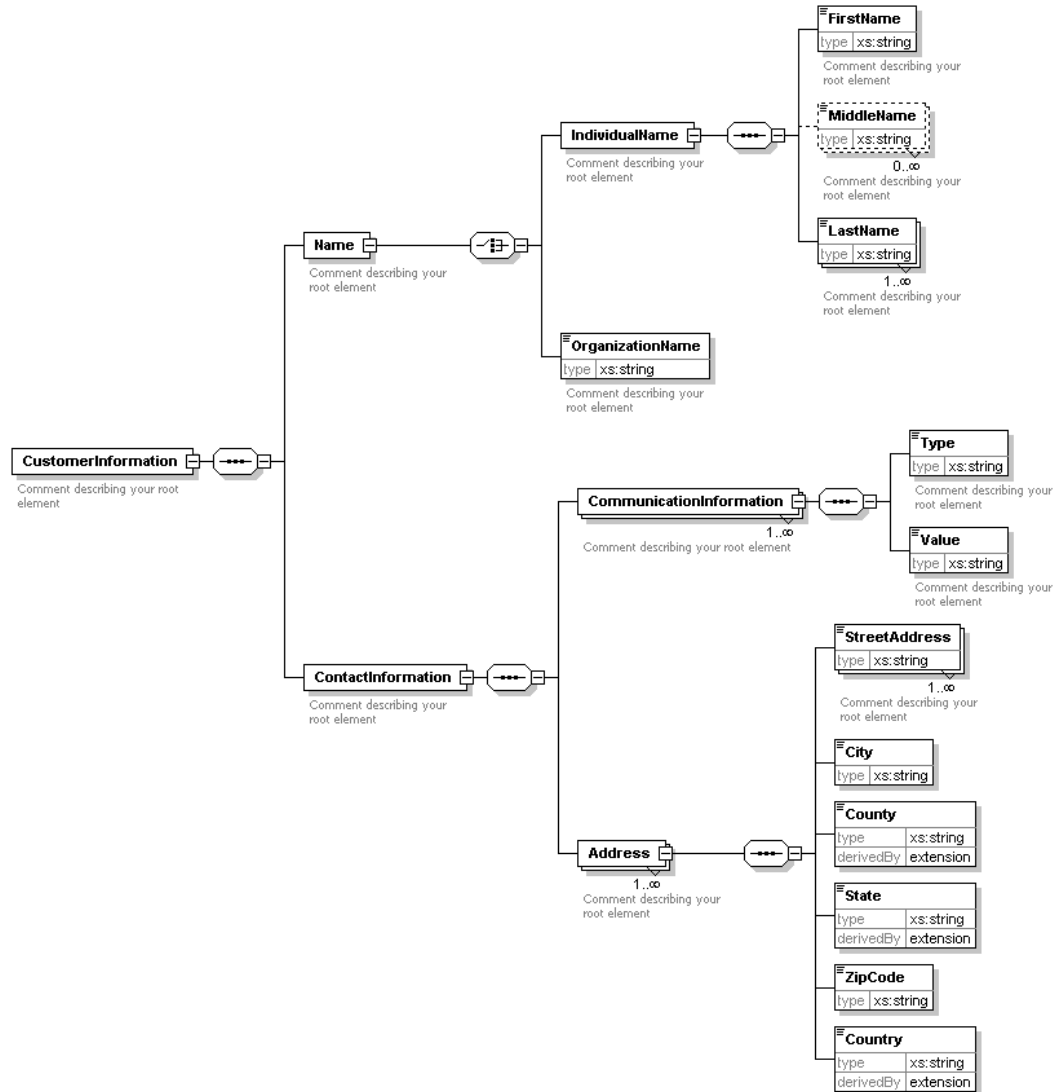 FirstName
type xs:string
Comment describing your
root element
MiddleName
type xs:string
0..∞
Comment describing your
root element
IndividualName
Comment describing your
root element
LastName
type xs:string
1..∞
Comment describing your
root element
Name
Comment describing your
root element
OrganizationName
type xs:string
Comment describing your
root element
CustomerInformation
Comment describing your root
element
Type
type xs:string
Comment describing your
root element
CommunicationInformation
1..∞
Comment describing your root element
Value
type xs:string
Comment describing your
root element
ContactInformation
Comment describing your
root element
StreetAddress
type xs:string
1..∞
Comment describing your
root element
City
type xs:string
County
type xs:string
derivedBy extension
Address
1..∞
Comment describing your
root element
State
type xs:string
derivedBy extension
ZipCode
type xs:string
Country
type xs:string
derivedBy extension